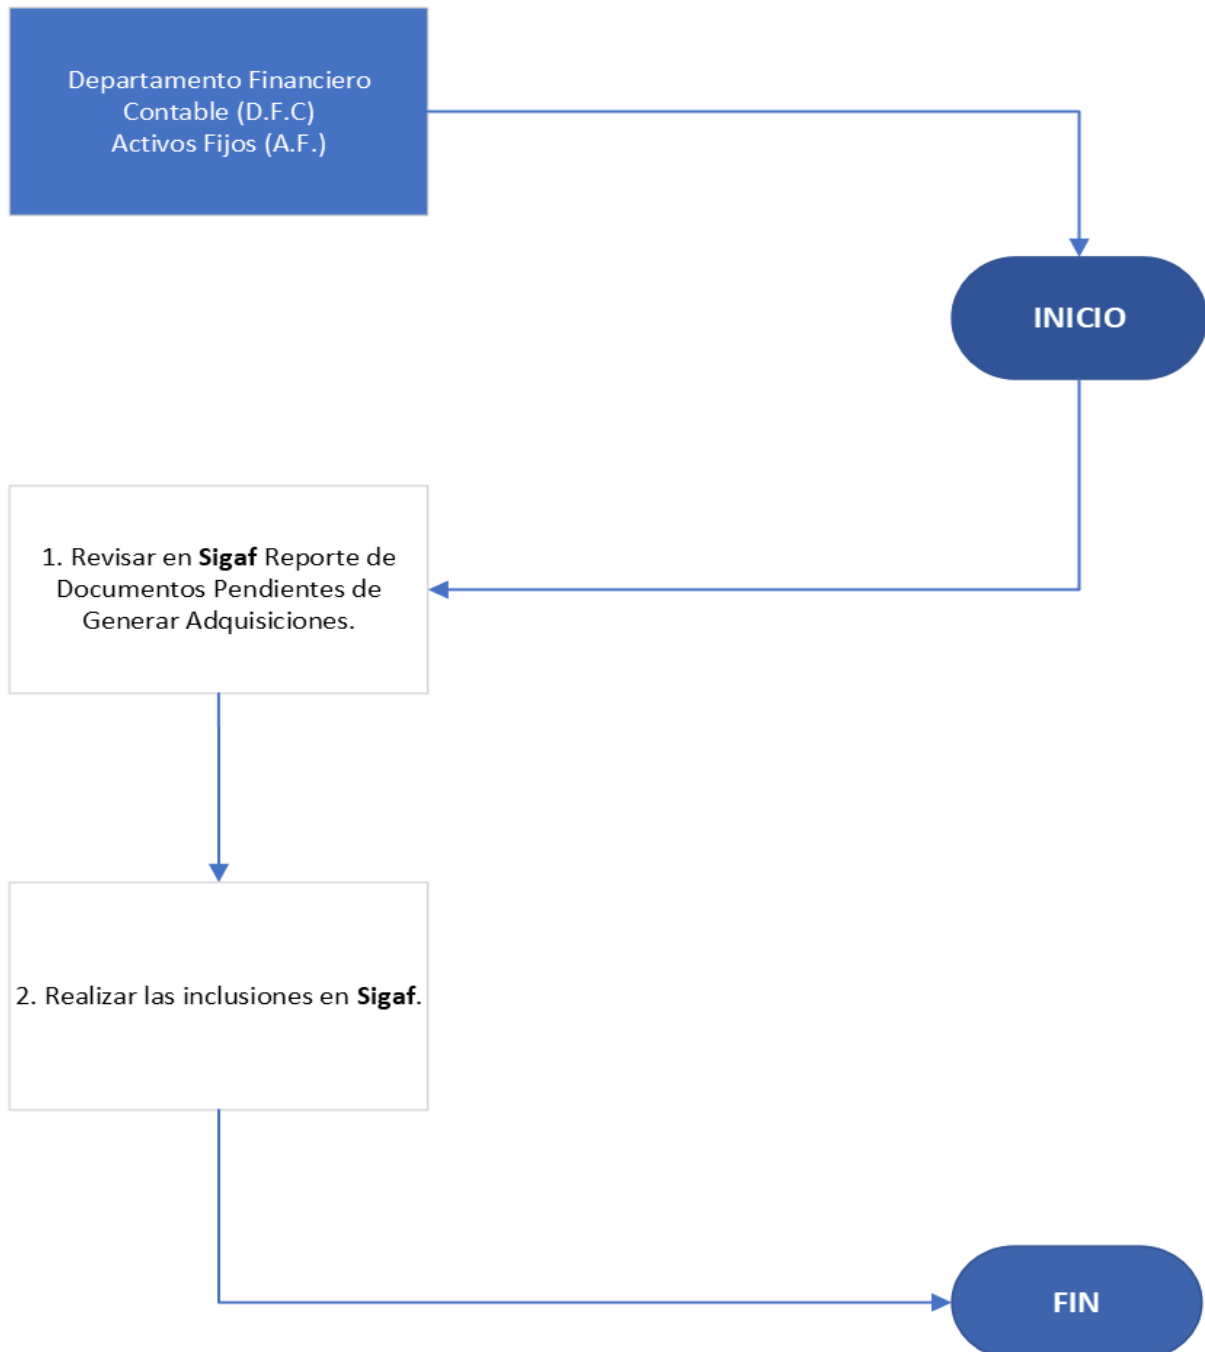 Departamento Financiero
Contable (D.F.C)
Activos Fijos (A.F.)
INICIO
1. Revisar en Sigaf Reporte de
Documentos Pendientes de
Generar Adquisiciones.
2. Realizar las inclusiones en Sigaf.
FIN